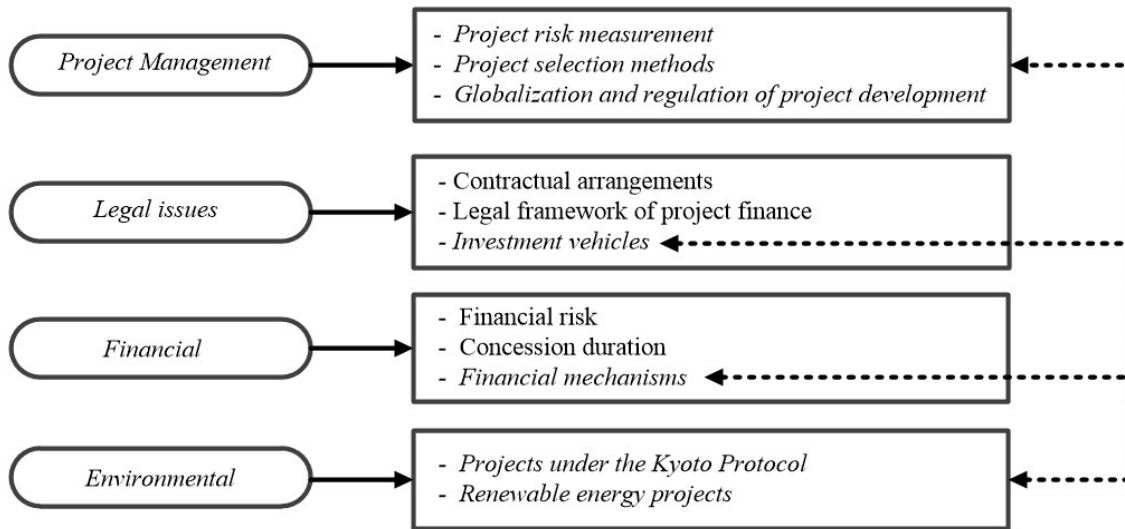 Project Management
- Project risk measurement
- Project selection methods
- Globalization and regulation of project development
Legal issues
- Contractual arrangements
- Legal framework of project finance
- Investment vehicles
Financial
- Financial risk
- Concession duration
- Financial mechanisms
Environmental
- Projects under the Kyoto Protocol
- Renewable energy projects